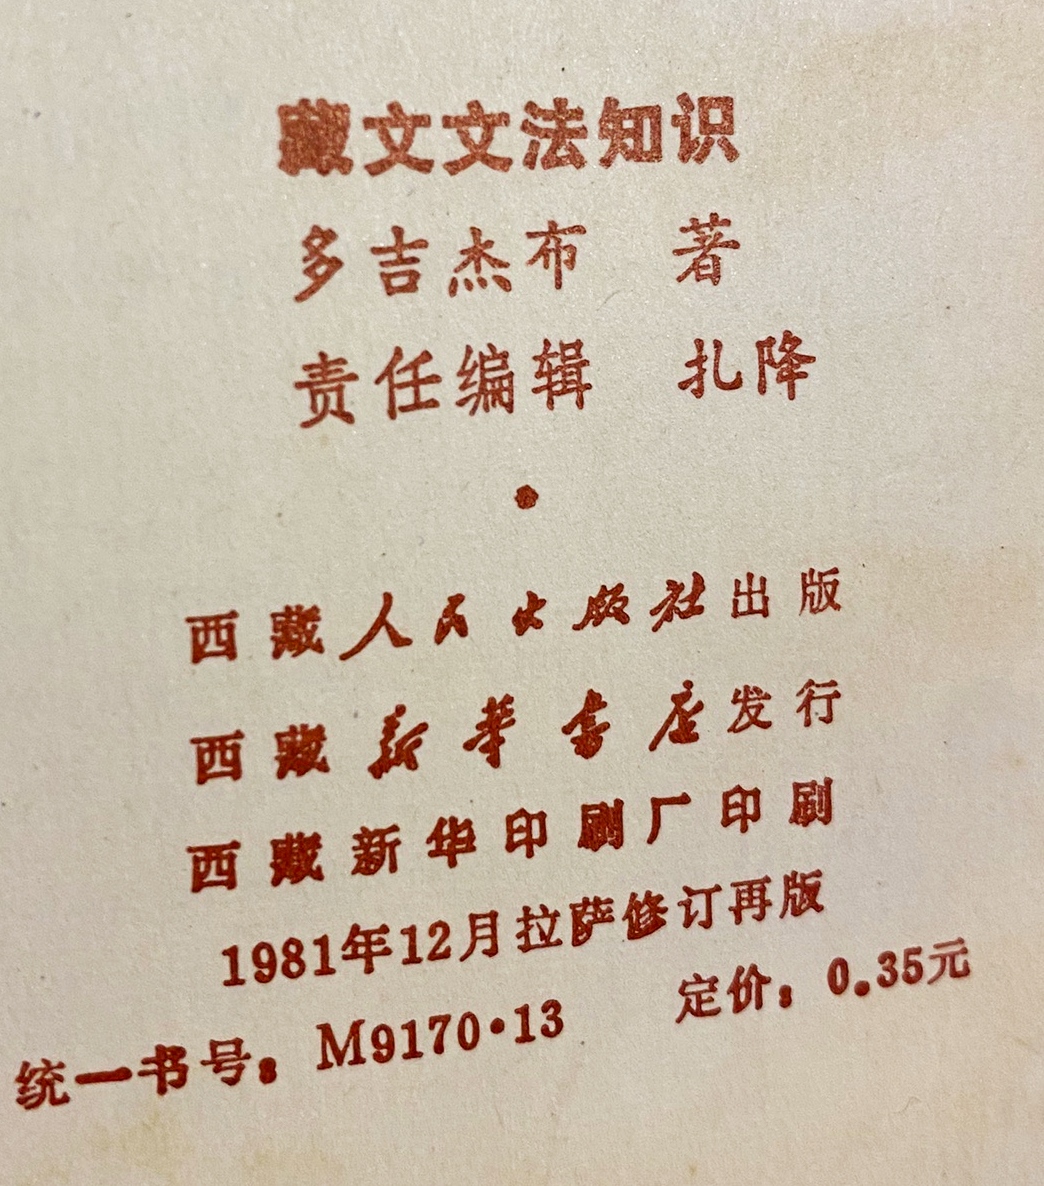 藏文文法知识
多吉杰布 著
责任编辑 扎降
•
西藏人民出版社出版
西藏新华书店发行
西藏新华印刷厂印刷
1981年12月拉萨修订再版
统一书号：M9170·13 定价：0.35元